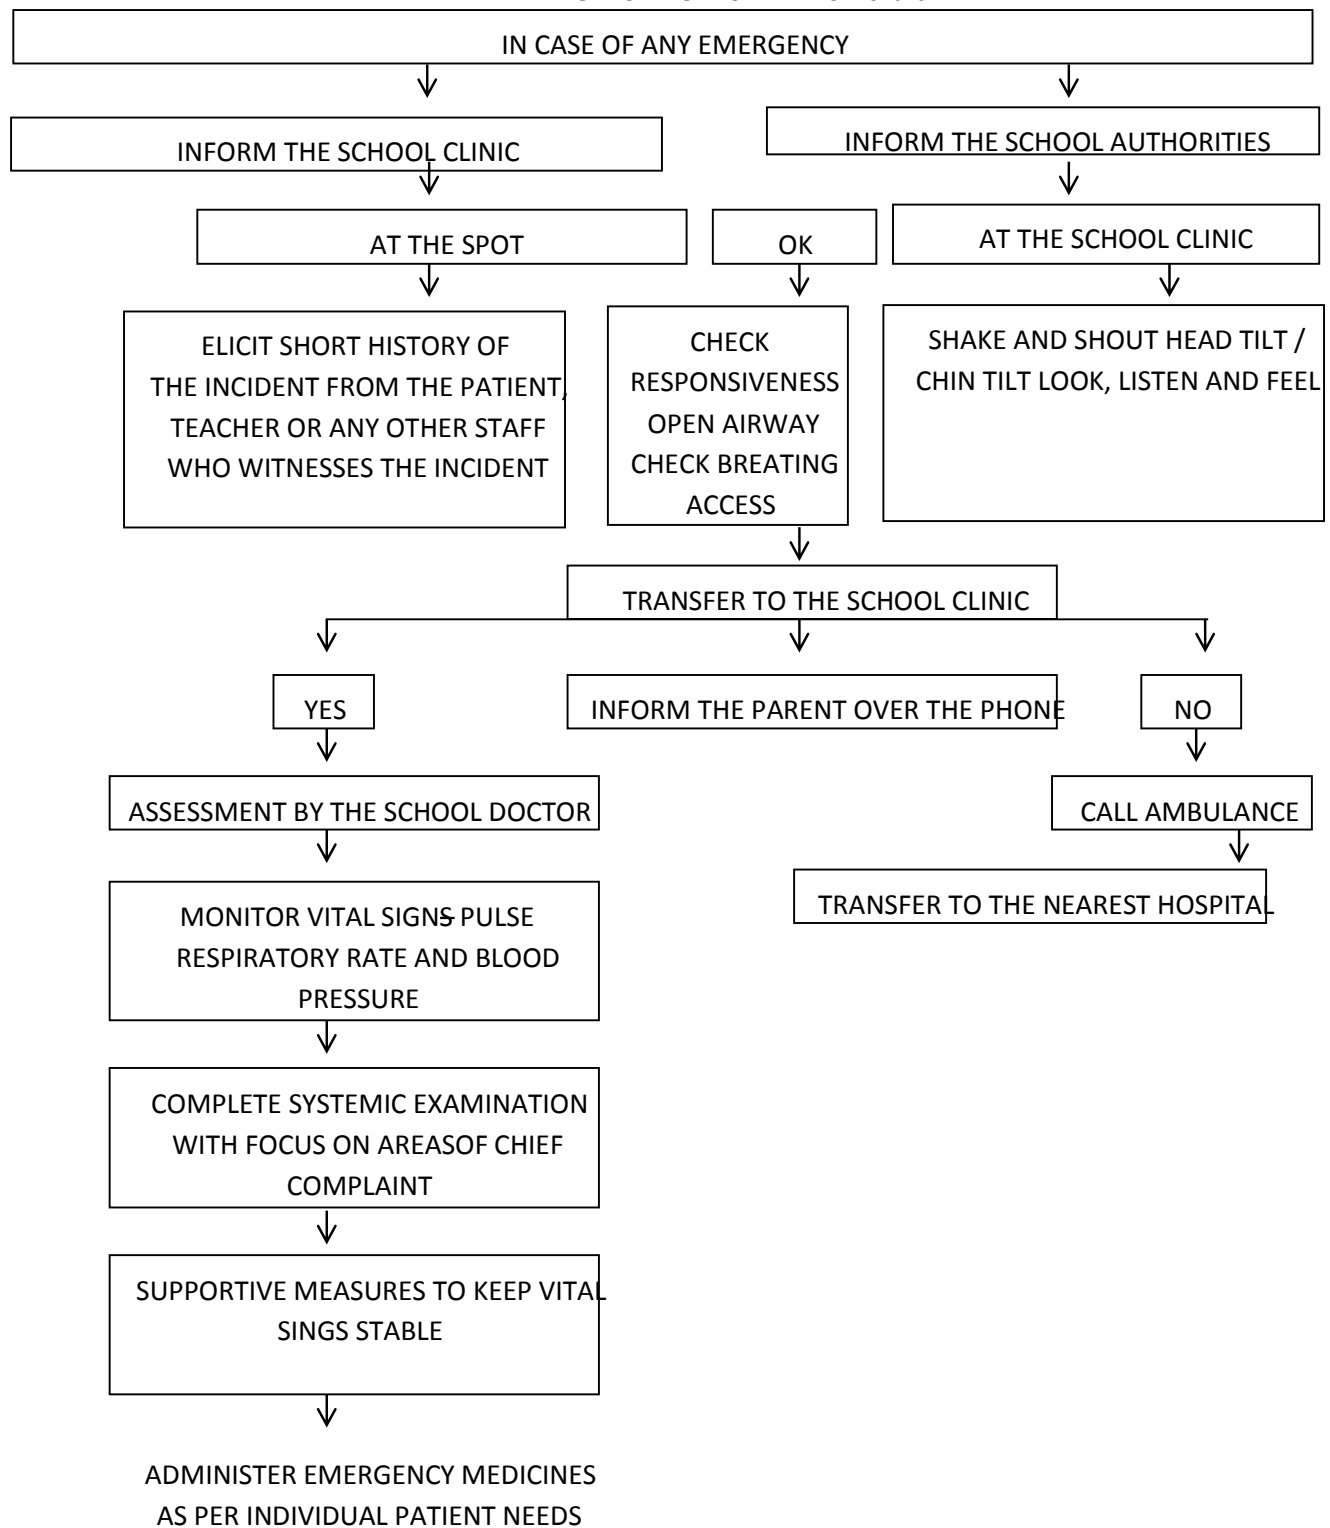 IN CASE OF ANY EMERGENCY
INFORM THE SCHOOL CLINIC
INFORM THE SCHOOL AUTHORITIES
AT THE SPOT
OK
AT THE SCHOOL CLINIC
ELICIT SHORT HISTORY OF
THE INCIDENT FROM THE PATIENT,
TEACHER OR ANY OTHER STAFF
WHO WITNESSES THE INCIDENT
CHECK
RESPONSIVENESS
OPEN AIRWAY
CHECK BREATING
ACCESS
SHAKE AND SHOUT HEAD TILT /
CHIN TILT LOOK, LISTEN AND FEEL
TRANSFER TO THE SCHOOL CLINIC
YES
INFORM THE PARENT OVER THE PHONE
NO
ASSESSMENT BY THE SCHOOL DOCTOR
CALL AMBULANCE
MONITOR VITAL SIGNS PULSE
RESPIRATORY RATE AND BLOOD
PRESSURE
TRANSFER TO THE NEAREST HOSPITAL
COMPLETE SYSTEMIC EXAMINATION
WITH FOCUS ON AREASOF CHIEF
COMPLAINT
SUPPORTIVE MEASURES TO KEEP VITAL
SINGS STABLE
ADMINISTER EMERGENCY MEDICINES
AS PER INDIVIDUAL PATIENT NEEDS